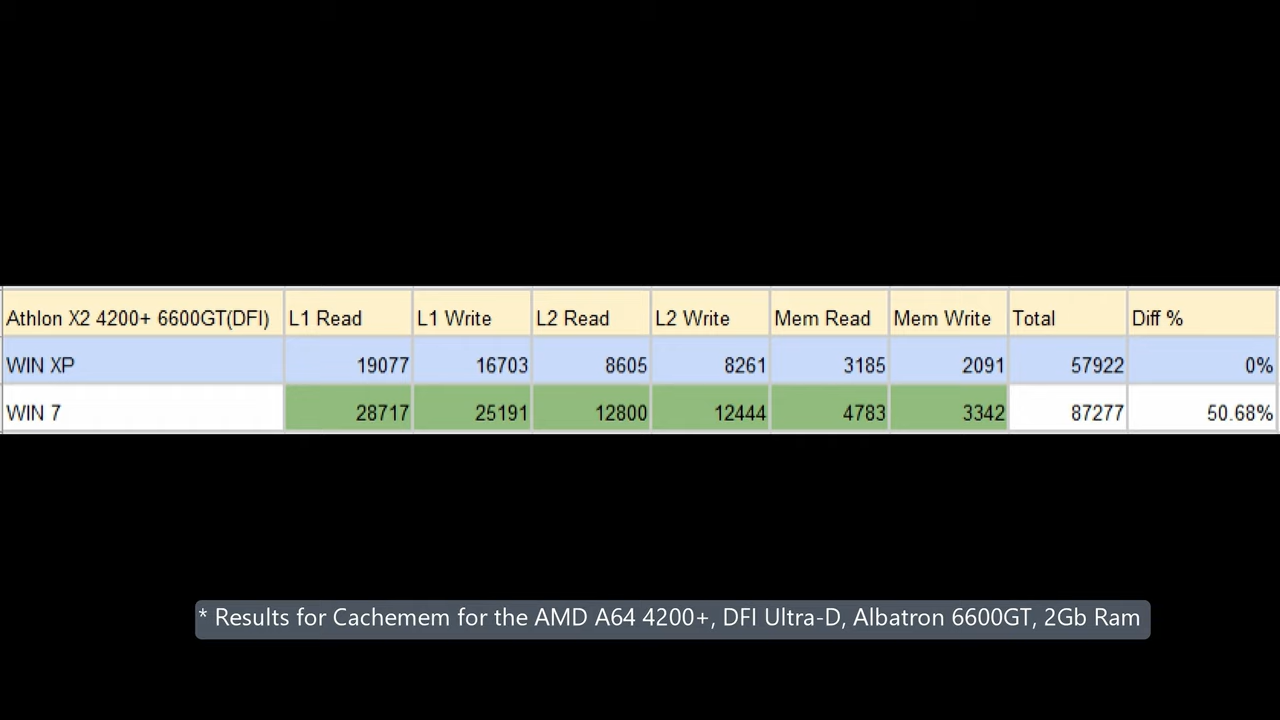 Athlon X2 4200+ 6600GT(DFI) L1 Read L1 Write L2 Read L2 Write Mem Read Mem Write Total Diff %
WIN XP 19077 16703 8605 8261 3185 2091 57922 0%
WIN 7 28717 25191 12800 12444 4783 3342 87277 50.68%
* Results for Cachemem for the AMD A64 4200+, DFI Ultra-D, Albatron 6600GT, 2Gb Ram